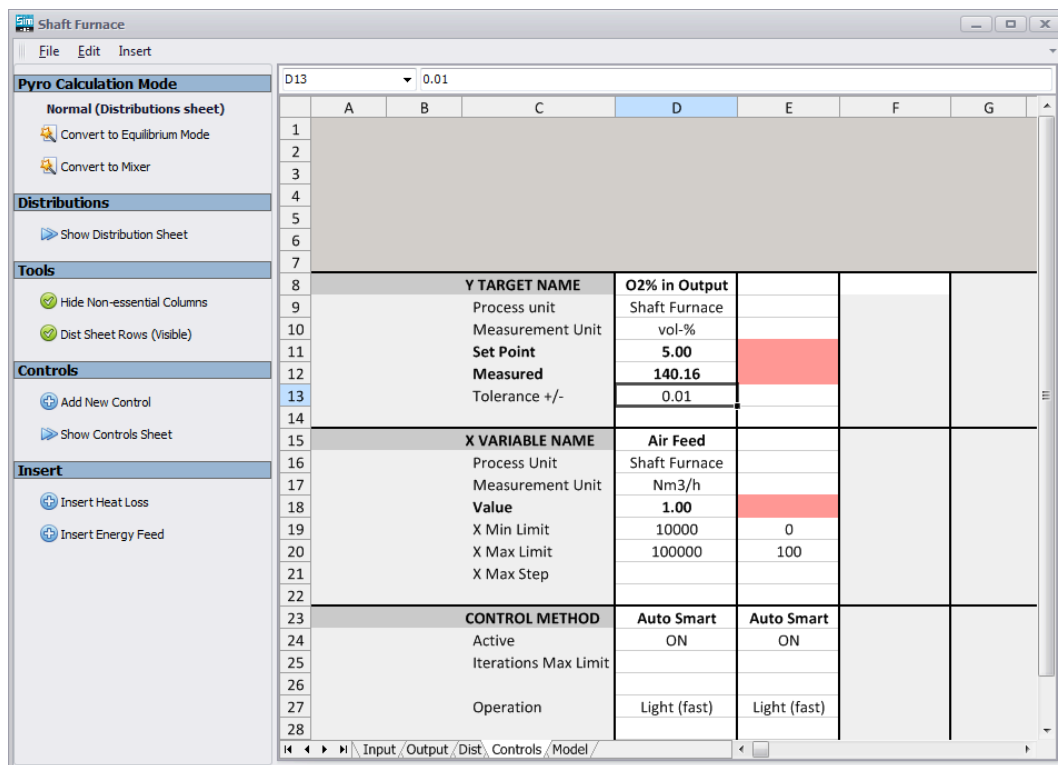 Sim Shaft Furnace
File Edit Insert
Pyro Calculation Mode
Normal (Distributions sheet)
Convert to Equilibrium Mode
Convert to Mixer
Distributions
Show Distribution Sheet
Tools
Hide Non-essential Columns
Dist Sheet Rows (Visible)
Controls
Add New Control
Show Controls Sheet
Insert
Insert Heat Loss
Insert Energy Feed
D13 0.01
A B C D E F G
1
2
3
4
5
6
7
8 Y TARGET NAME O2% in Output
9 Process unit Shaft Furnace
10 Measurement Unit vol-%
11 Set Point 5.00
12 Measured 140.16
13 Tolerance +/- 0.01
14
15 X VARIABLE NAME Air Feed
16 Process Unit Shaft Furnace
17 Measurement Unit Nm3/h
18 Value 1.00
19 X Min Limit 10000 0
20 X Max Limit 100000 100
21 X Max Step
22
23 CONTROL METHOD Auto Smart Auto Smart
24 Active ON ON
25 Iterations Max Limit
26
27 Operation Light (fast) Light (fast)
28
Input Output Dist Controls Model